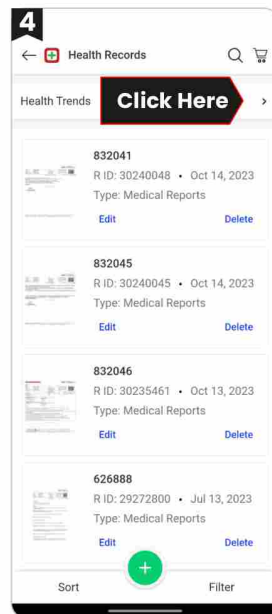 4
Health Records
Health Trends
Click Here
832041
R ID: 30240048 • Oct 14, 2023
Type: Medical Reports
Edit Delete
832045
R ID: 30240045 • Oct 14, 2023
Type: Medical Reports
Edit Delete
832046
R ID: 30235461 • Oct 13, 2023
Type: Medical Reports
Edit Delete
626888
R ID: 29272800 • Jul 13, 2023
Type: Medical Reports
Edit Delete
Sort Filter